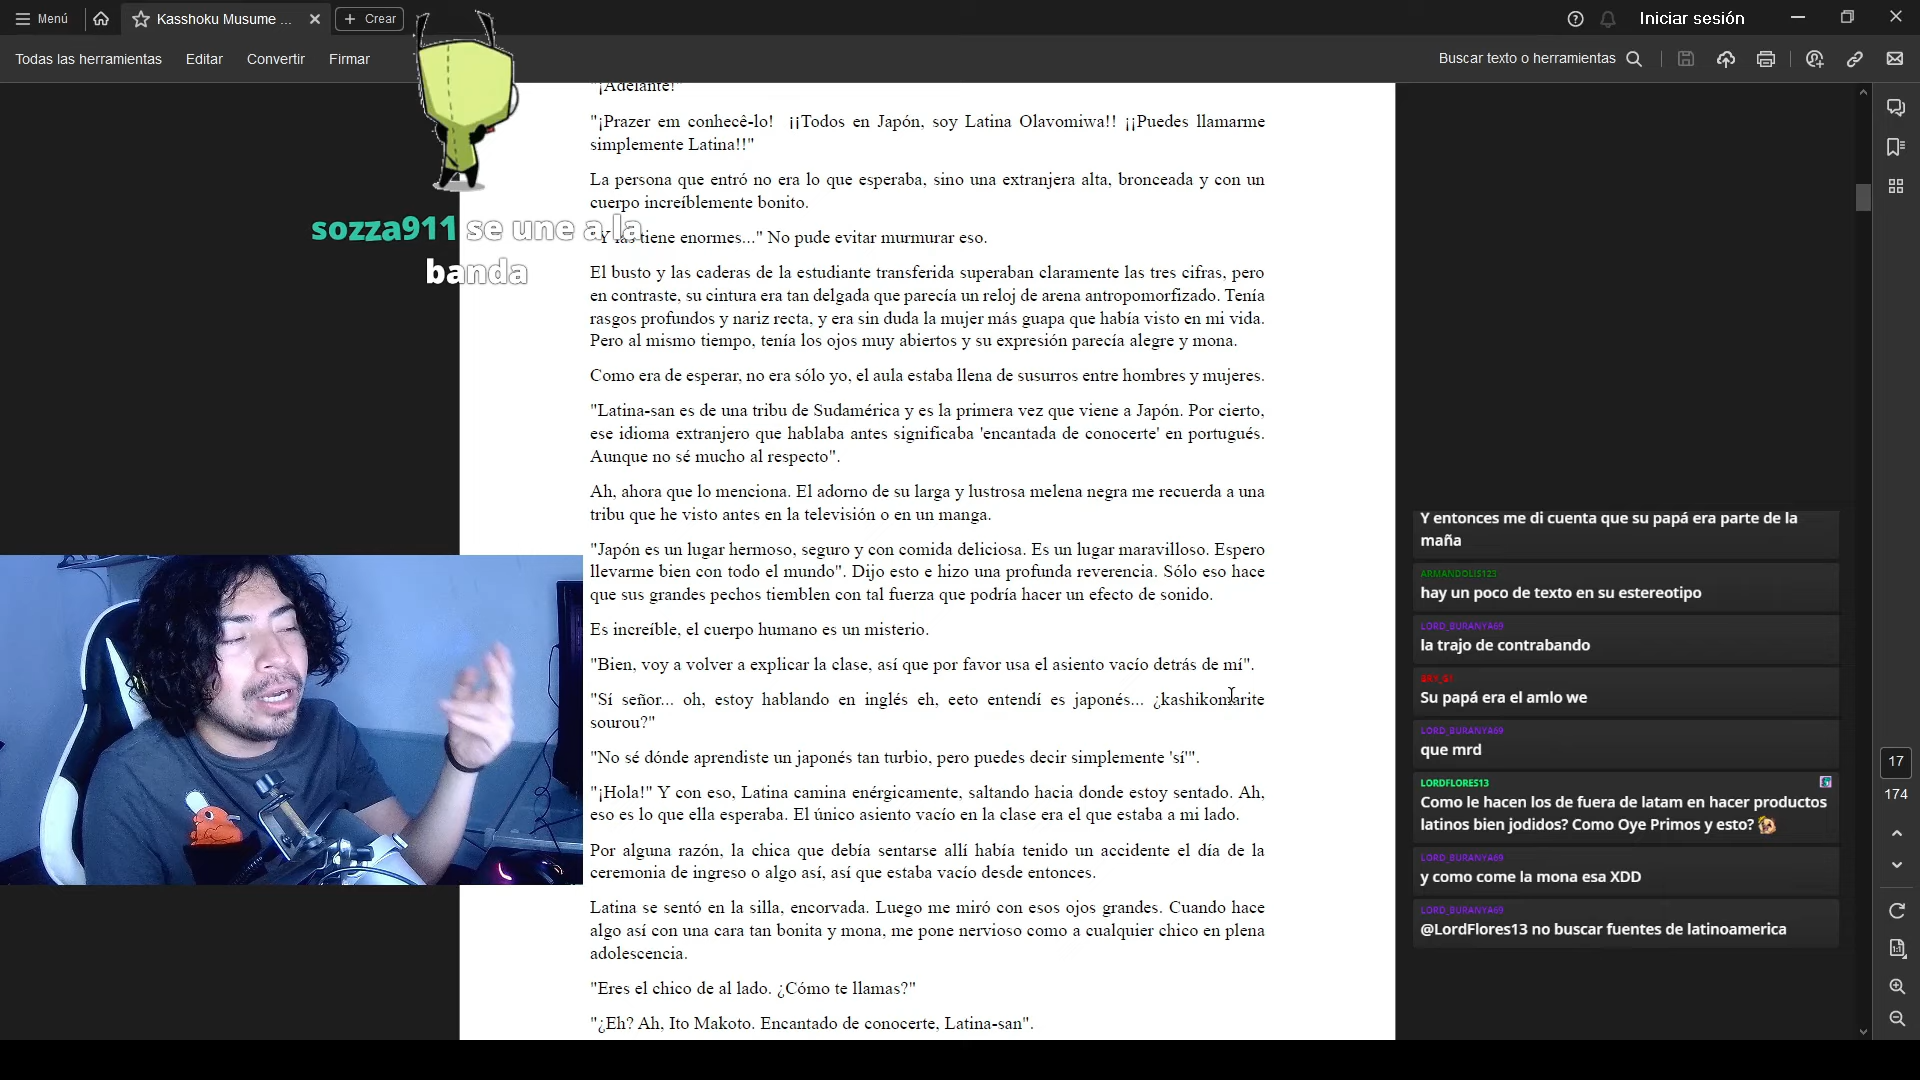 Menú
Kasshoku Musume ...
Crear
Iniciar sesión
Todas las herramientas
Editar
Convertir
Firmar
Buscar texto o herramientas
"¡Adelante!"
"¡Prazer em conhecê-lo! ¡¡Todos en Japón, soy Latina Olavomiwa!! ¡¡Puedes llamarme
simplemente Latina!!"
La persona que entró no era lo que esperaba, sino una extranjera alta, bronceada y con un
cuerpo increíblemente bonito.
"Y las tiene enormes..." No pude evitar murmurar eso.
El busto y las caderas de la estudiante transferida superaban claramente las tres cifras, pero
en contraste, su cintura era tan delgada que parecía un reloj de arena antropomorfizado. Tenía
rasgos profundos y nariz recta, y era sin duda la mujer más guapa que había visto en mi vida.
Pero al mismo tiempo, tenía los ojos muy abiertos y su expresión parecía alegre y mona.
Como era de esperar, no era sólo yo, el aula estaba llena de susurros entre hombres y mujeres.
"Latina-san es de una tribu de Sudamérica y es la primera vez que viene a Japón. Por cierto,
ese idioma extranjero que hablaba antes significaba 'encantada de conocerte' en portugués.
Aunque no sé mucho al respecto".
Ah, ahora que lo menciona. El adorno de su larga y lustrosa melena negra me recuerda a una
tribu que he visto antes en la televisión o en un manga.
"Japón es un lugar hermoso, seguro y con comida deliciosa. Es un lugar maravilloso. Espero
llevarme bien con todo el mundo". Dijo esto e hizo una profunda reverencia. Sólo eso hace
que sus grandes pechos tiemblen con tal fuerza que podría hacer un efecto de sonido.
Es increíble, el cuerpo humano es un misterio.
"Bien, voy a volver a explicar la clase, así que por favor usa el asiento vacío detrás de mí".
"Sí señor... oh, estoy hablando en inglés eh, eeto entendí es japonés... ¿kashikomarite
sourou?"
"No sé dónde aprendiste un japonés tan turbio, pero puedes decir simplemente 'sí'".
"¡Hola!" Y con eso, Latina camina enérgicamente, saltando hacia donde estoy sentado. Ah,
eso es lo que ella esperaba. El único asiento vacío en la clase era el que estaba a mi lado.
Por alguna razón, la chica que debía sentarse allí había tenido un accidente el día de la
ceremonia de ingreso o algo así, así que estaba vacío desde entonces.
Latina se sentó en la silla, encorvada. Luego me miró con esos ojos grandes. Cuando hace
algo así con una cara tan bonita y mona, me pone nervioso como a cualquier chico en plena
adolescencia.
"Eres el chico de al lado. ¿Cómo te llamas?"
"¿Eh? Ah, Ito Makoto. Encantado de conocerte, Latina-san".
sozza911 se une a la
banda
Y entonces me di cuenta que su papá era parte de la
maña
ARMANDOLIS123
hay un poco de texto en su estereotipo
LORD_BURANYA69
la trajo de contrabando
Su papá era el amlo we
LORD_BURANYA69
que mrd
LORDFLORES13
Como le hacen los de fuera de latam en hacer productos
latinos bien jodidos? Como Oye Primos y esto?
LORD_BURANYA69
y como come la mona esa XDD
LORD_BURANYA69
@LordFlores13 no buscar fuentes de latinoamerica
17
174